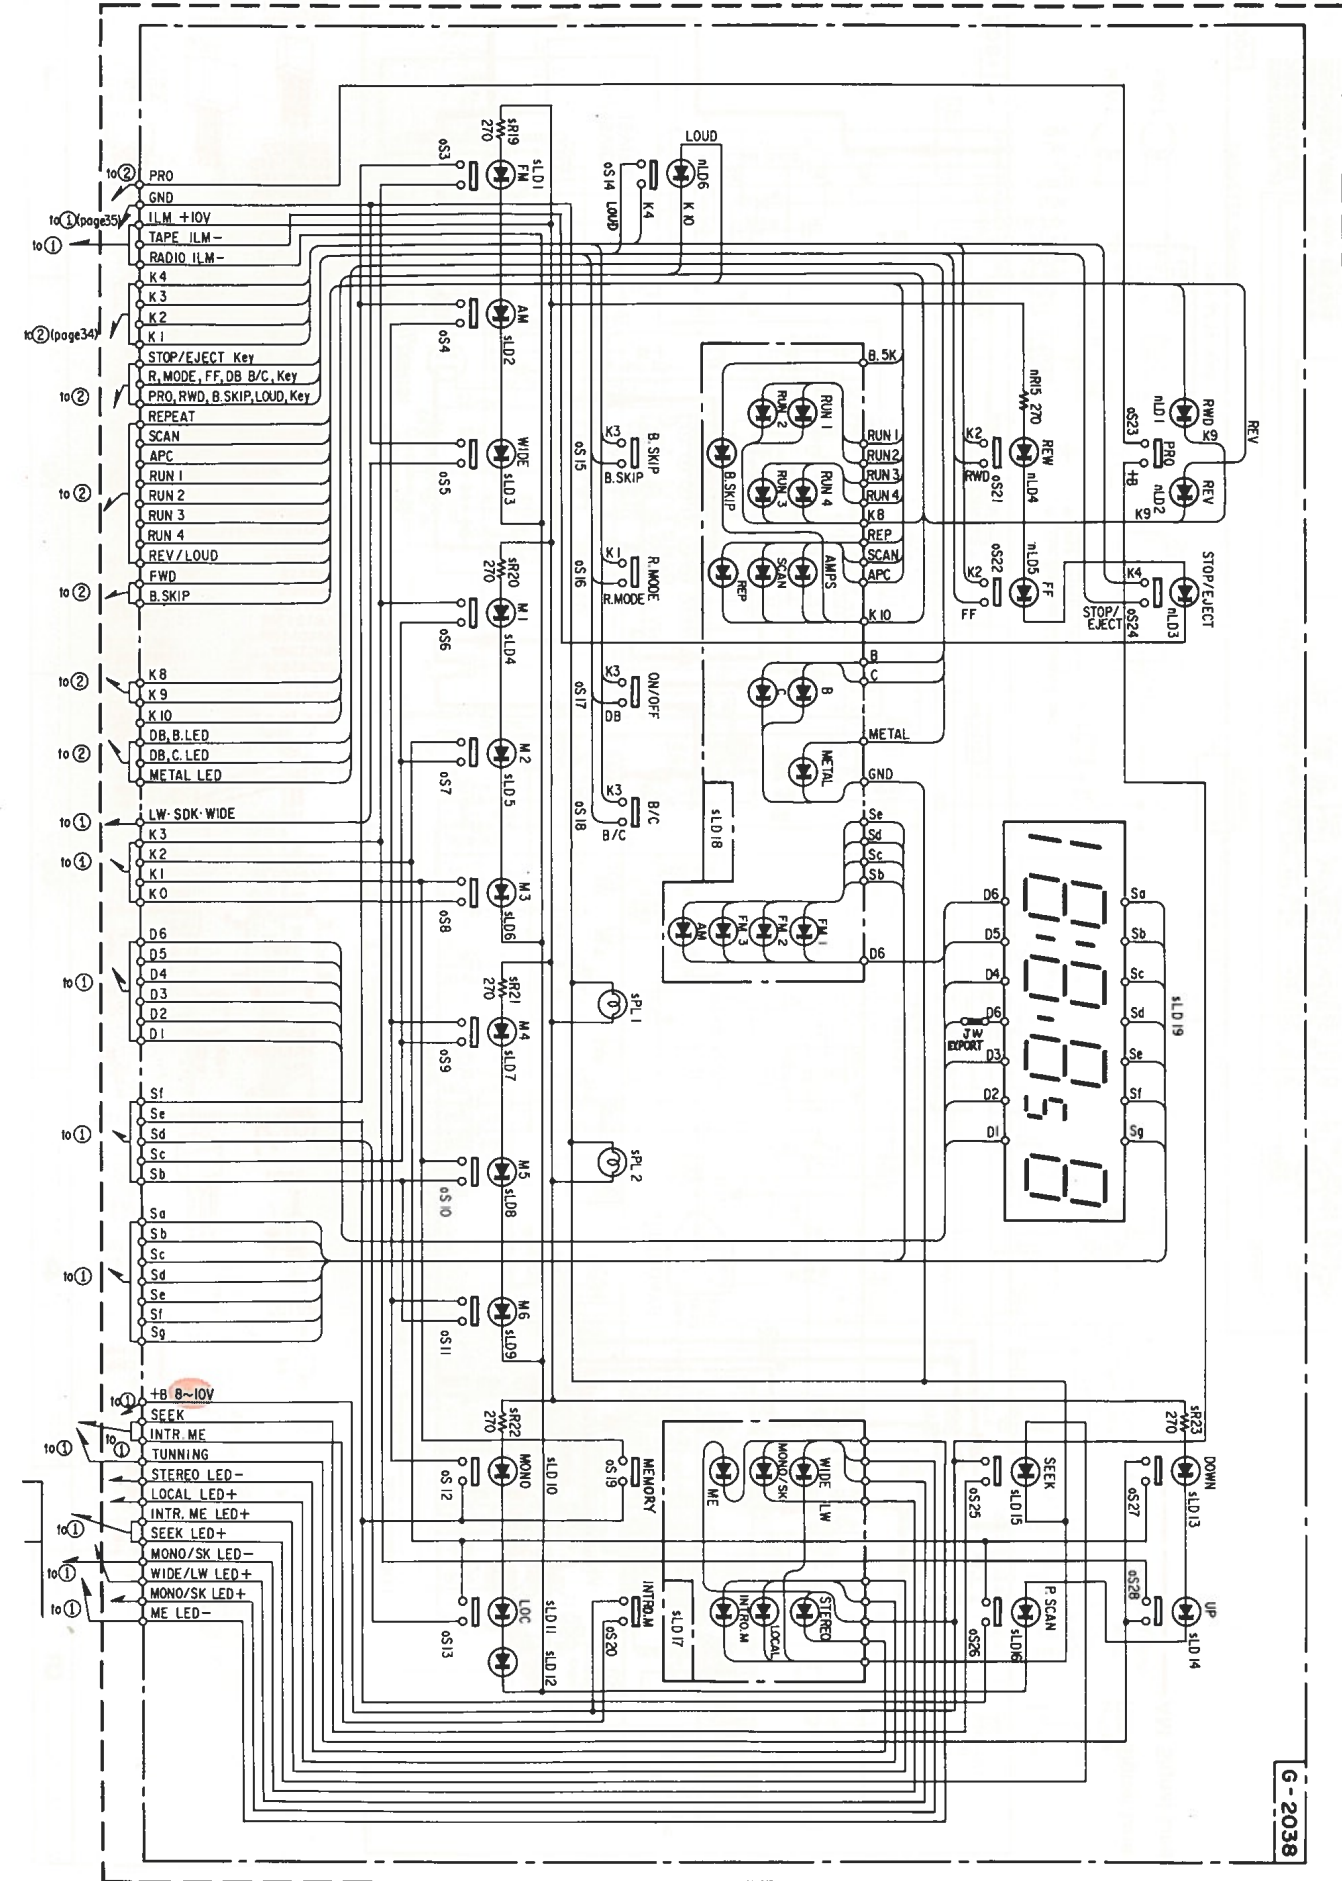 to②
PRO
GND
to①(page35)
ILM +10V
to①
TAPE ILM-
RADIO ILM-
K4
K3
to②(page34)
K2
K1
STOP/EJECT Key
to②
R,MODE, FF, DB B/C, Key
PRO, RWD, B.SKIP, LOUD, Key
REPEAT
SCAN
APC
to②
RUN 1
RUN 2
RUN 3
RUN 4
REV/LOUD
to②
FWD
B.SKIP
to②
K8
K9
K10
to②
DB, B.LED
DB, C.LED
METAL LED
to①
LW-SDK-WIDE
K3
to①
K2
K1
K0
D6
D5
to①
D4
D3
D2
D1
Sf
Se
to①
Sd
Sc
Sb
Sa
Sb
Sc
to①
Sd
Se
Sf
Sg
to①
+B 8~10V
SEEK
to①
INTR.ME
to①
TUNNING
STEREO LED-
LOCAL LED+
INTR.ME LED+
to①
SEEK LED+
MONO/SK LED-
to①
WIDE/LW LED+
MONO/SK LED+
to①
ME LED-
sR19
270
oS3
FM
sLD1
AM
oS4
sLD2
WIDE
oS5
sLD3
sR20
270
M1
oS6
sLD4
M2
oS7
sLD5
M3
oS8
sLD6
sR21
270
M4
oS9
sLD7
M5
oS10
sLD8
M6
oS11
sLD9
sR22
270
MONO
sLD10
oS12
LOC
sLD11
oS13
sLD12
LOUD
nLD6
oS14
LOUD
K4
K10
K3
B.SKIP
oS15
B.SKIP
K1
R.MODE
oS16
R.MODE
K3
ON/OFF
oS17
DB
K3
B/C
oS18
B/C
sPL1
sPL2
MEMORY
oS19
INTRO.M
oS20
B.SK
RUN 1
RUN 2
RUN 3
RUN 4
B.SKIP
RUN1
RUN2
RUN3
RUN4
K8
REP
SCAN
APC
K10
REP
SCAN
AMPS
B
C
B
C
METAL
METAL
GND
sLD18
Se
Sd
Sc
Sb
AM
FM3
FM2
FM1
D6
nR15 270
REW
nLD4
K2
RWD
oS21
oS22
K2
FF
nLD5
FF
RWD
nLD1
K9
REV
oS23
PRO
+B
nLD2
REV
K9
STOP/EJECT
K4
STOP/
EJECT
oS24
nLD3
D6
D5
D4
D6
JW
EXPORT
D3
D2
D1
Sa
Sb
Sc
Sd
Se
Sf
Sg
sLD19
ME
MONO/SK
WIDE
LW
INTRO.M
LOCAL
STEREO
sLD17
SEEK
oS25
sLD15
P.SCAN
oS26
sLD16
sR23
270
DOWN
oS27
sLD13
UP
oS28
sLD14
G-2038